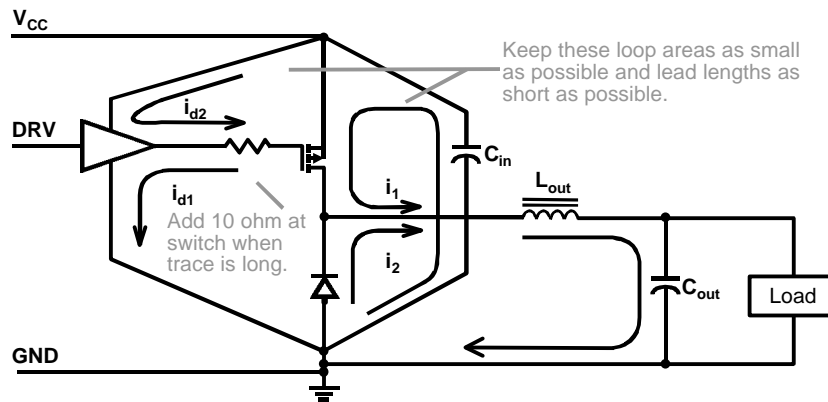 VCC
Keep these loop areas as small
as possible and lead lengths as
short as possible.
id2
DRV
Cin
Lout
id1
i1
Add 10 ohm at
switch when
trace is long.
i2
Cout
Load
GND